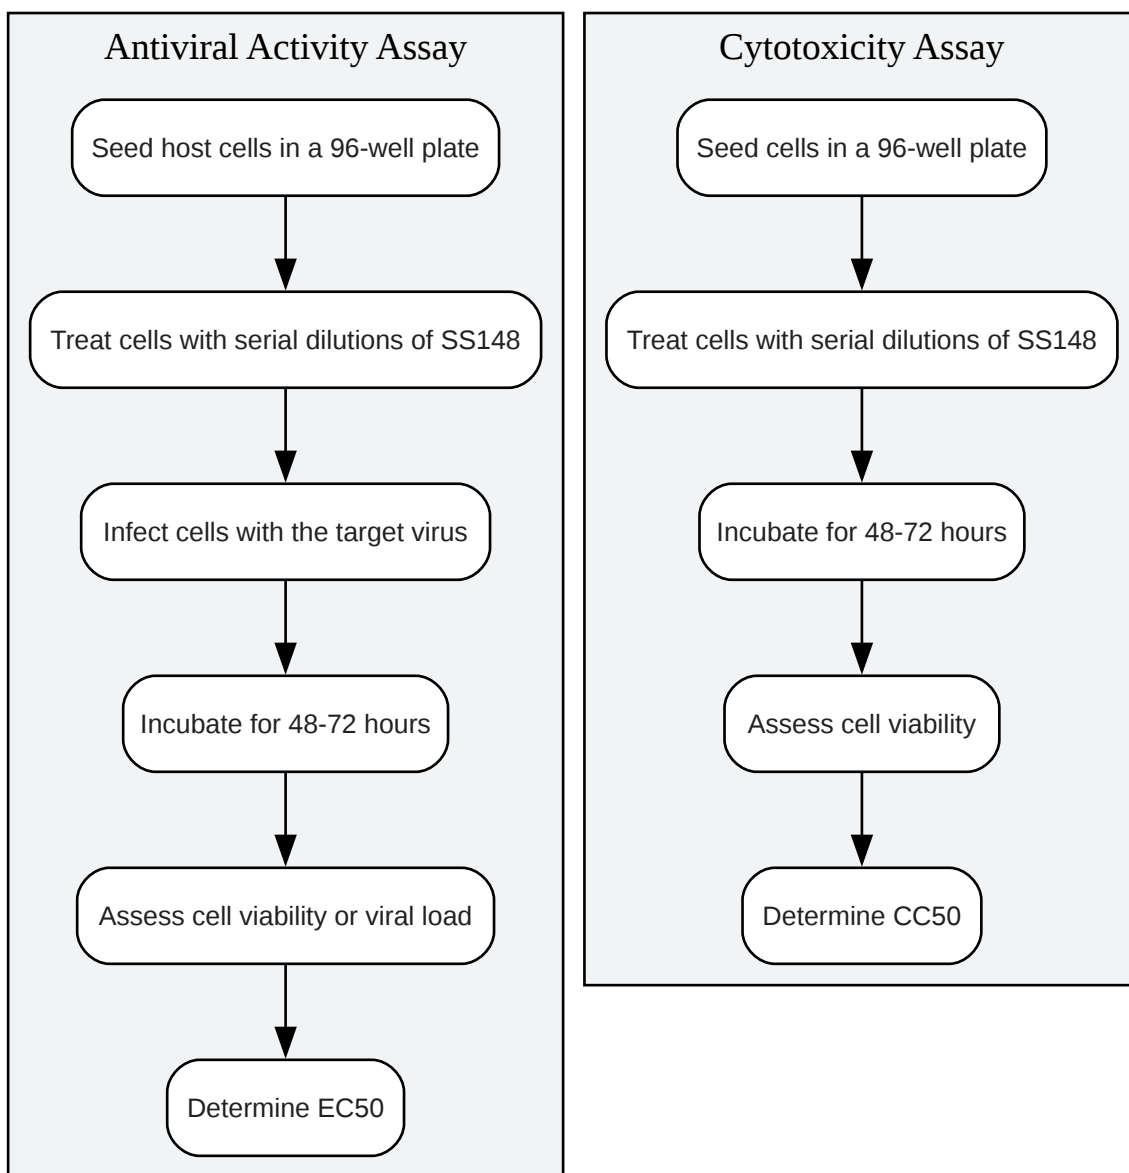 Antiviral Activity Assay
Seed host cells in a 96-well plate
Treat cells with serial dilutions of SS148
Infect cells with the target virus
Incubate for 48-72 hours
Assess cell viability or viral load
Determine EC50
Cytotoxicity Assay
Seed cells in a 96-well plate
Treat cells with serial dilutions of SS148
Incubate for 48-72 hours
Assess cell viability
Determine CC50